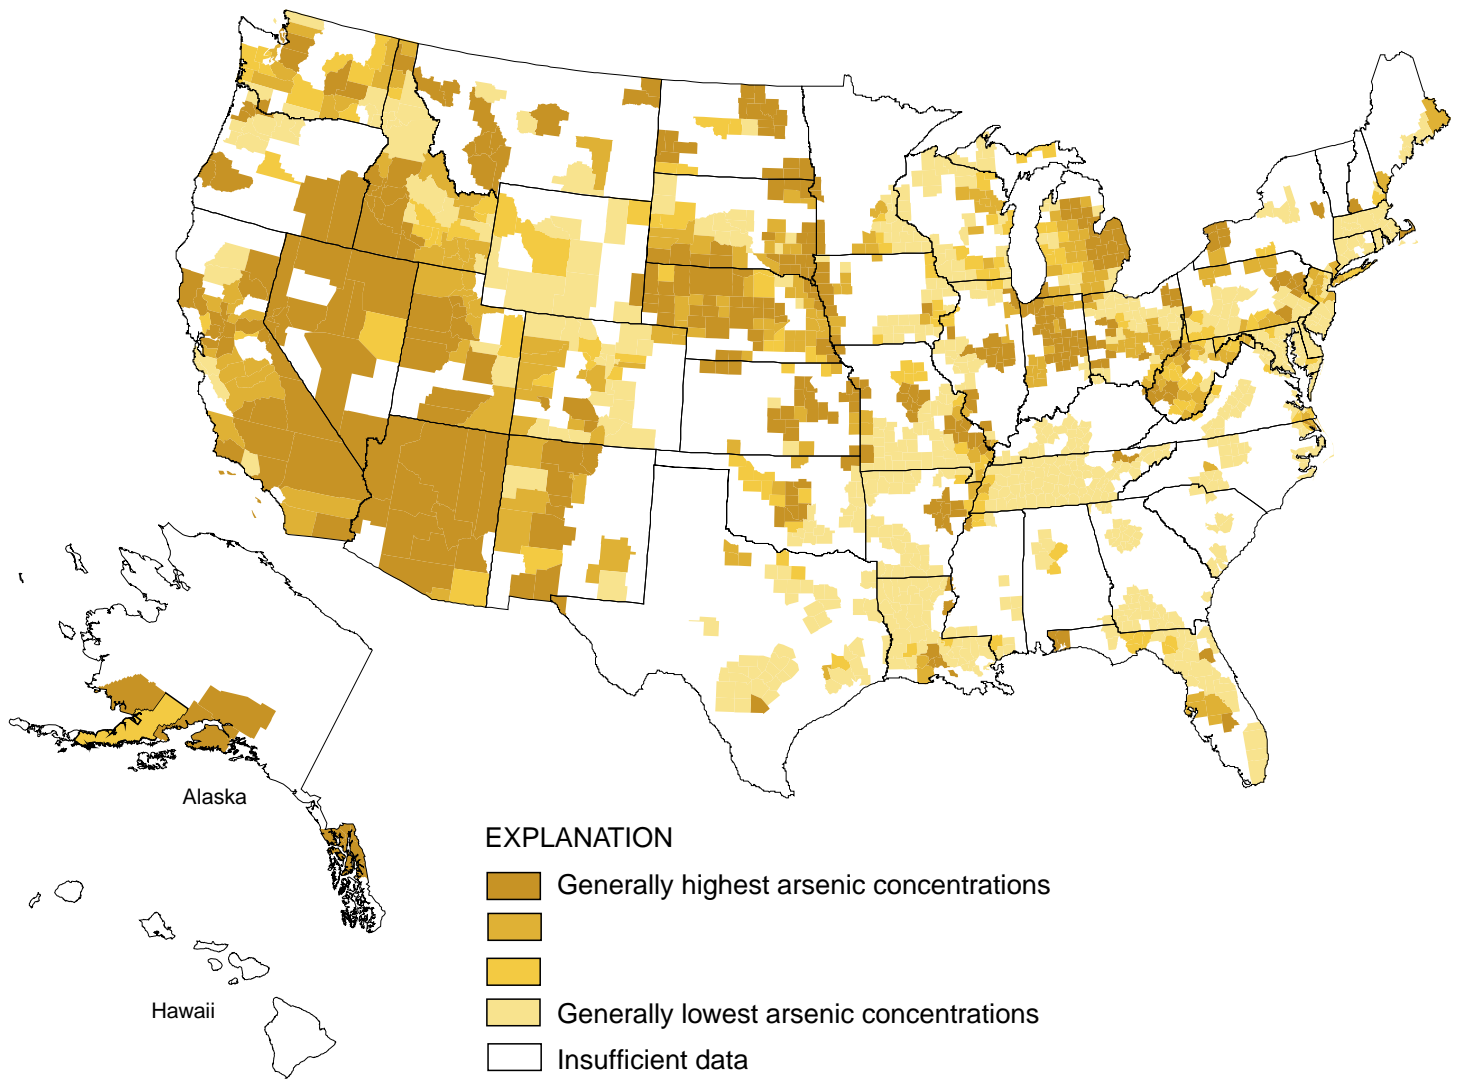 Alaska
Hawaii
EXPLANATION
Generally highest arsenic concentrations
Generally lowest arsenic concentrations
Insufficient data